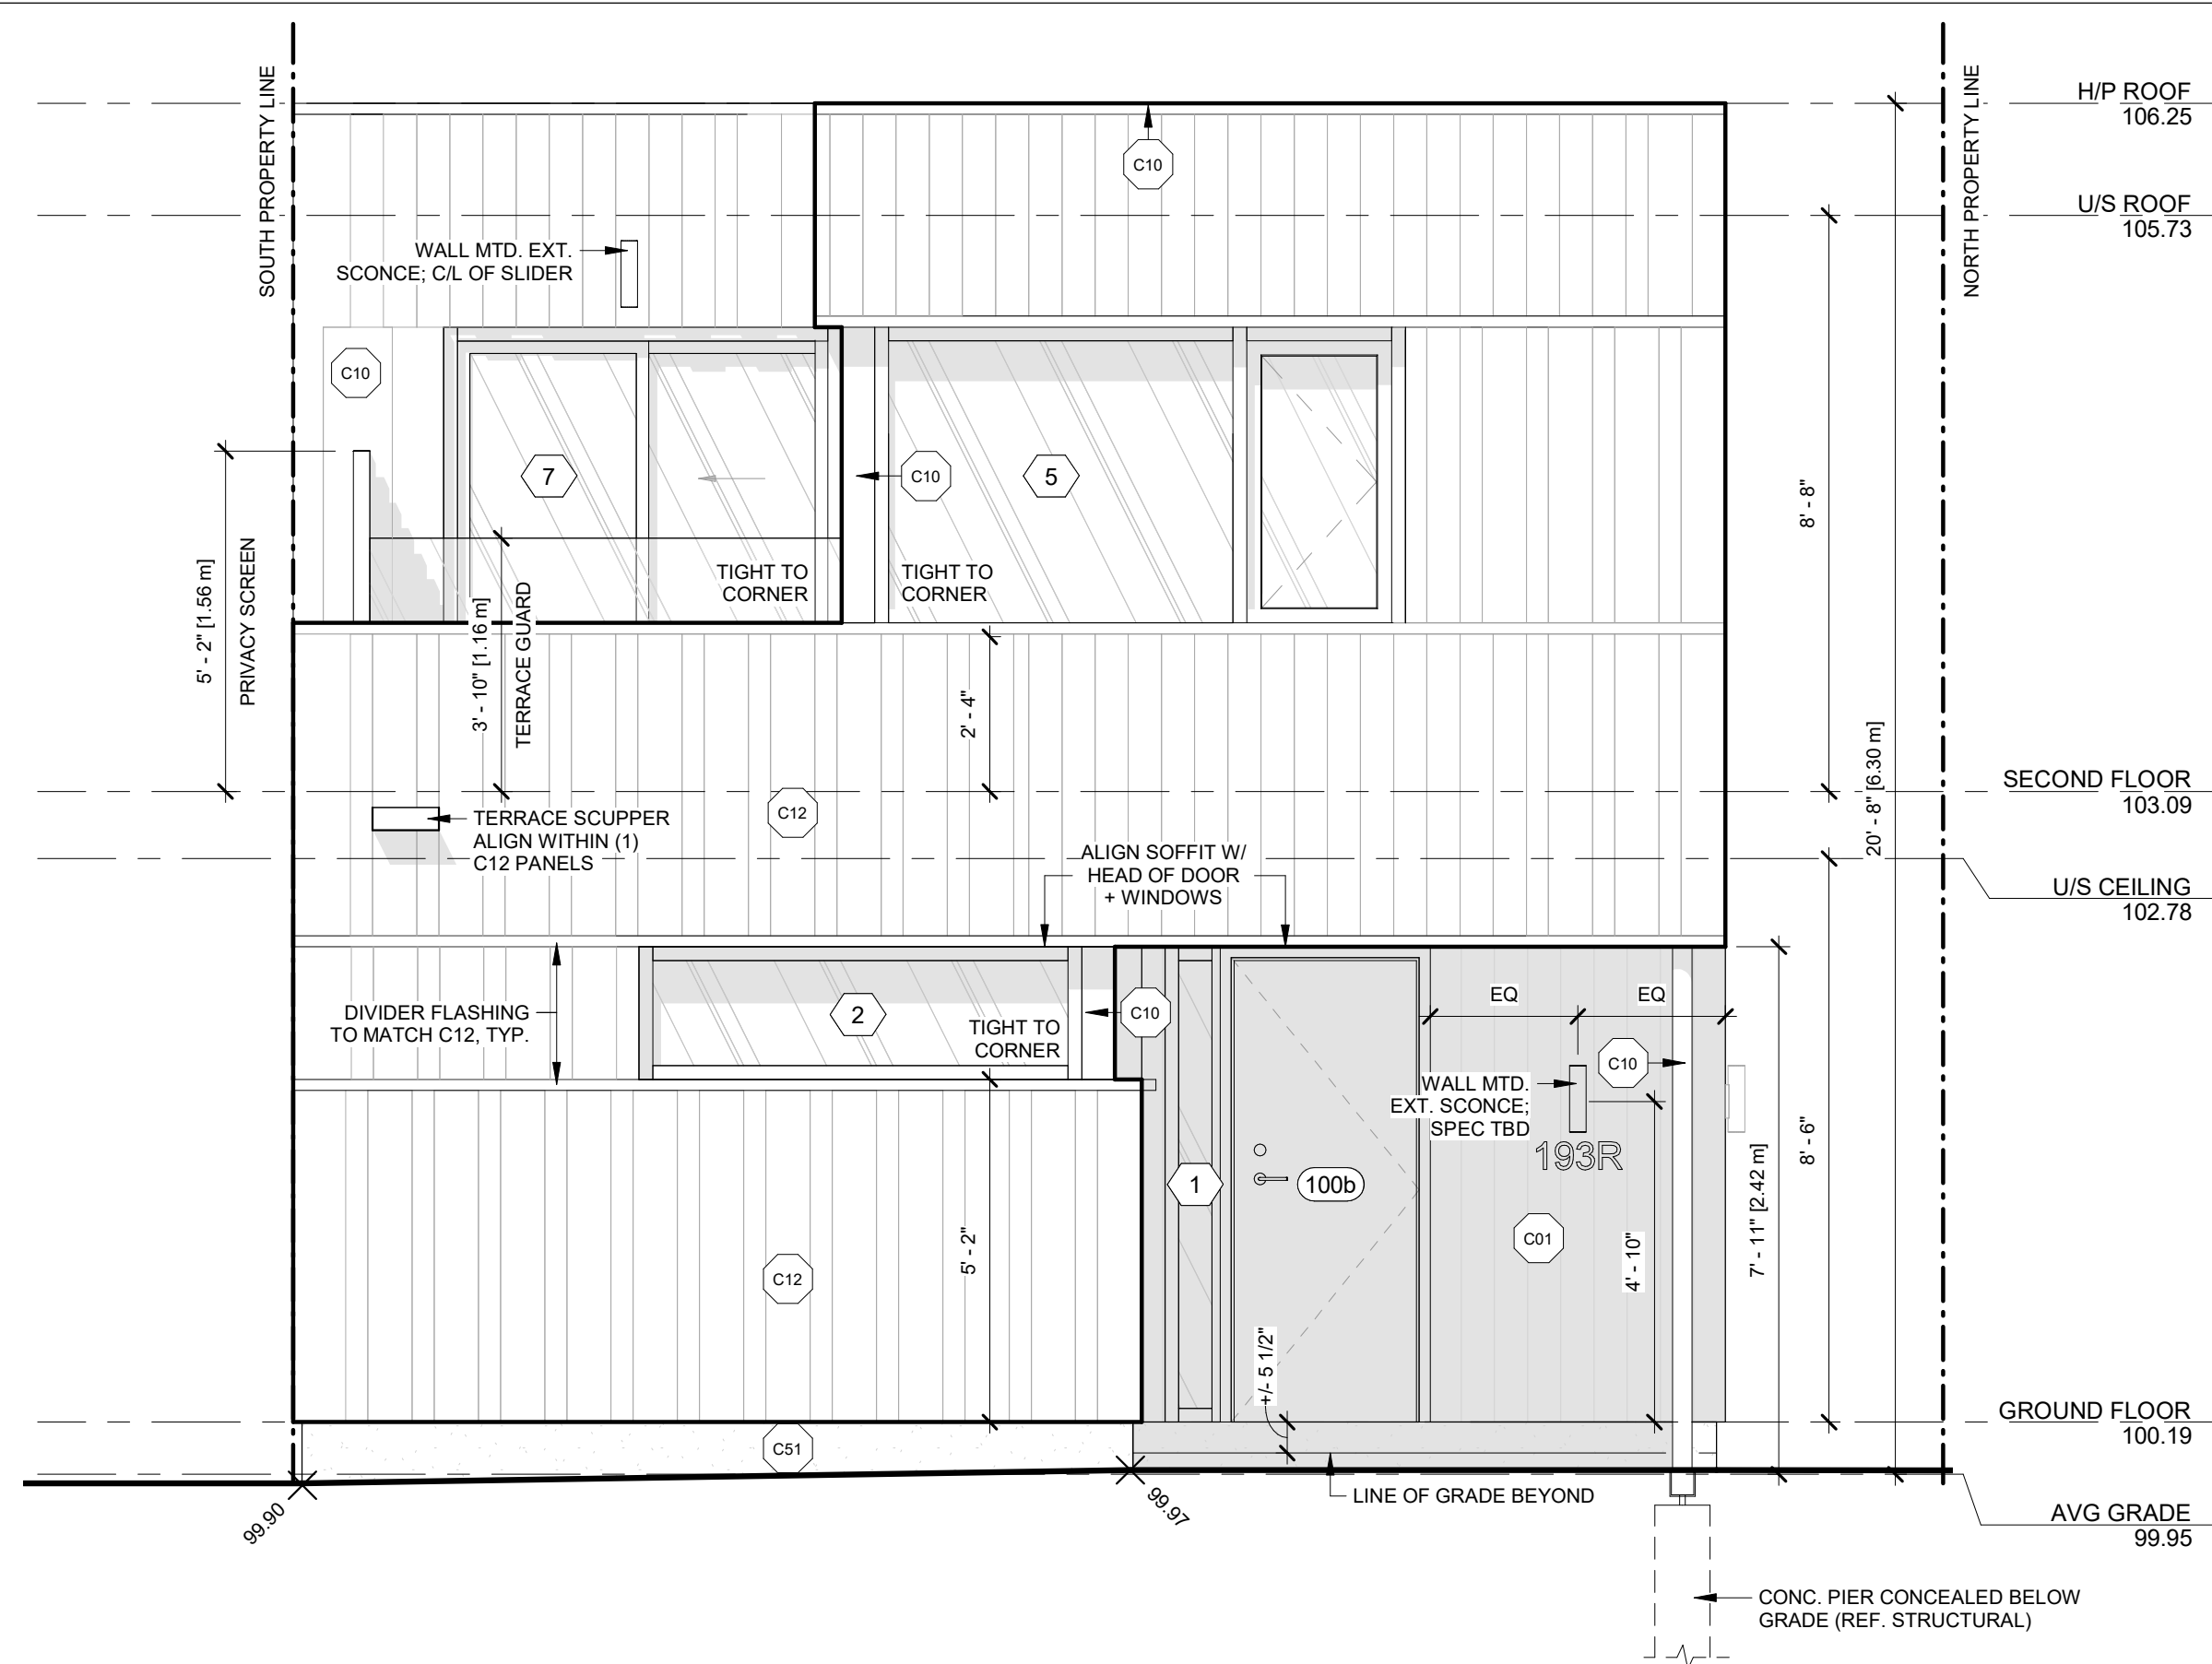 SOUTH PROPERTY LINE
NORTH PROPERTY LINE
H/P ROOF
106.25
C10
U/S ROOF
105.73
WALL MTD. EXT.
SCONCE; C/L OF SLIDER
C10
7
C10
5
8' - 8"
5' - 2" [1.56 m]
PRIVACY SCREEN
3' - 10" [1.16 m]
TERRACE GUARD
TIGHT TO
CORNER
TIGHT TO
CORNER
2' - 4"
20' - 8" [6.30 m]
SECOND FLOOR
103.09
TERRACE SCUPPER
ALIGN WITHIN (1)
C12 PANELS
C12
ALIGN SOFFIT W/
HEAD OF DOOR
+ WINDOWS
U/S CEILING
102.78
DIVIDER FLASHING
TO MATCH C12, TYP.
2
TIGHT TO
CORNER
C10
EQ
EQ
C10
WALL MTD.
EXT. SCONCE;
SPEC TBD
193R
1
100b
C01
5' - 2"
4' - 10"
7' - 11" [2.42 m]
8' - 6"
C12
+/- 5 1/2"
GROUND FLOOR
100.19
C51
99.90
99.97
LINE OF GRADE BEYOND
AVG GRADE
99.95
CONC. PIER CONCEALED BELOW
GRADE (REF. STRUCTURAL)